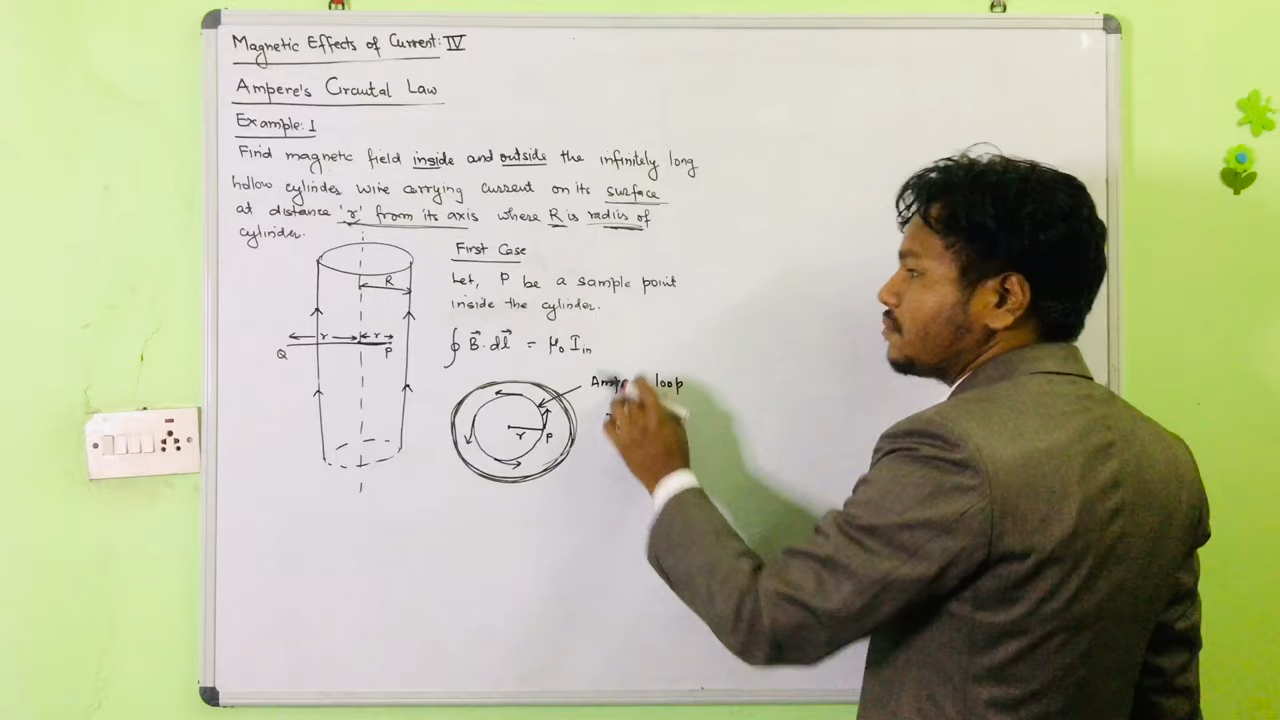 Magnetic Effects of Current: IV
Ampere's Circuital Law
Example: 1
Find magnetic field inside and outside the infinitely long
hollow cylinder wire carrying current on its surface
at distance 'r' from its axis where R is radius of
cylinder.
First Case
Let, P be a sample point
inside the cylinder.
R
r r
Q P
∮ B⃗. dl⃗ = μ₀ I_in
loop
r P